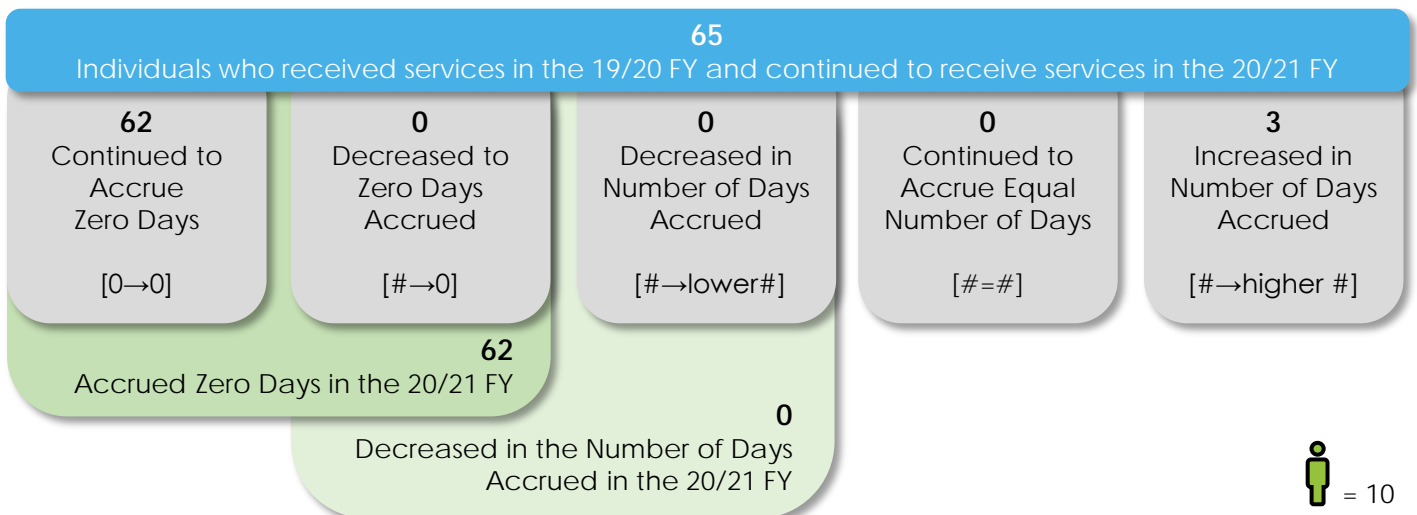 65
Individuals who received services in the 19/20 FY and continued to receive services in the 20/21 FY
62
Continued to
Accrue
Zero Days
[0→0]
0
Decreased to
Zero Days
Accrued
[#→0]
0
Decreased in
Number of Days
Accrued
[#→lower#]
0
Continued to
Accrue Equal
Number of Days
[#=#]
3
Increased in
Number of Days
Accrued
[#→higher #]
62
Accrued Zero Days in the 20/21 FY
0
Decreased in the Number of Days
Accrued in the 20/21 FY
= 10